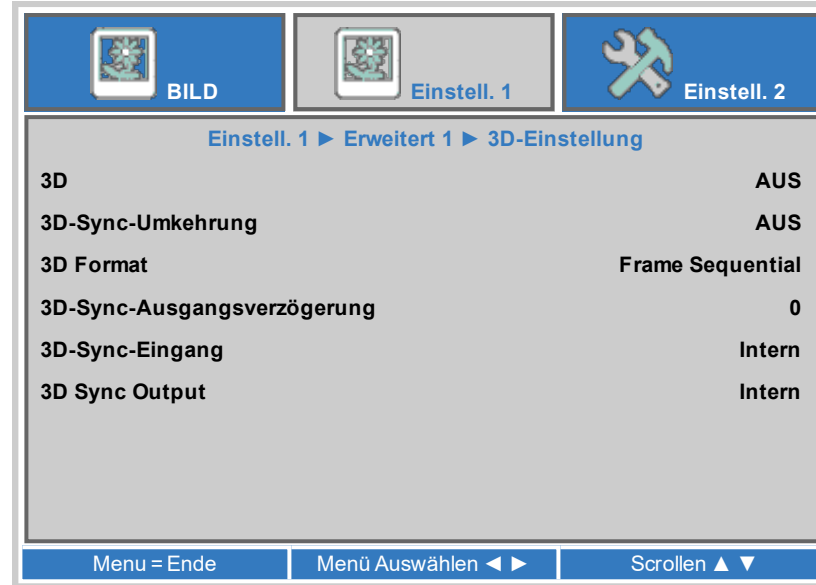 BILD
Einstell. 1
Einstell. 2
Einstell. 1 ► Erweitert 1 ► 3D-Einstellung
3D AUS
3D-Sync-Umkehrung AUS
3D Format Frame Sequential
3D-Sync-Ausgangsverzögerung 0
3D-Sync-Eingang Intern
3D Sync Output Intern
Menu = Ende Menü Auswählen ◄ ► Scrollen ▲ ▼